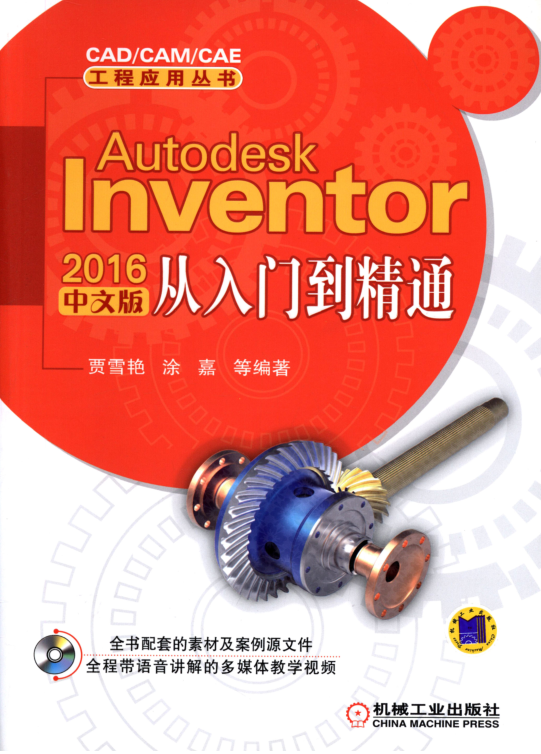 CAD/CAM/CAE
工程应用丛书
Autodesk
Inventor
2016
中文版
从入门到精通
贾雪艳 涂 嘉 等编著
全书配套的素材及案例源文件
全程带语音讲解的多媒体教学视频
机械工业出版社
CHINA MACHINE PRESS